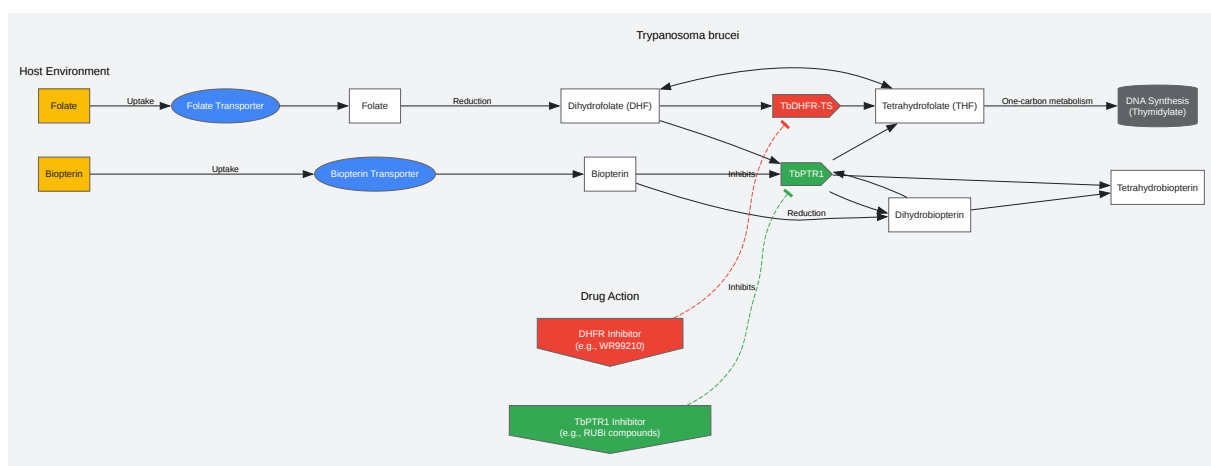 Trypanosoma brucei
Host Environment
Folate
Uptake
Folate Transporter
Folate
Reduction
Dihydrofolate (DHF)
TbDHFR-TS
Tetrahydrofolate (THF)
One-carbon metabolism
DNA Synthesis
(Thymidylate)
Biopterin
Uptake
Biopterin Transporter
Biopterin
Inhibits
TbPTR1
Tetrahydrobiopterin
Reduction
Dihydrobiopterin
Inhibits
Drug Action
DHFR Inhibitor
(e.g., WR99210)
TbPTR1 Inhibitor
(e.g., RUBi compounds)